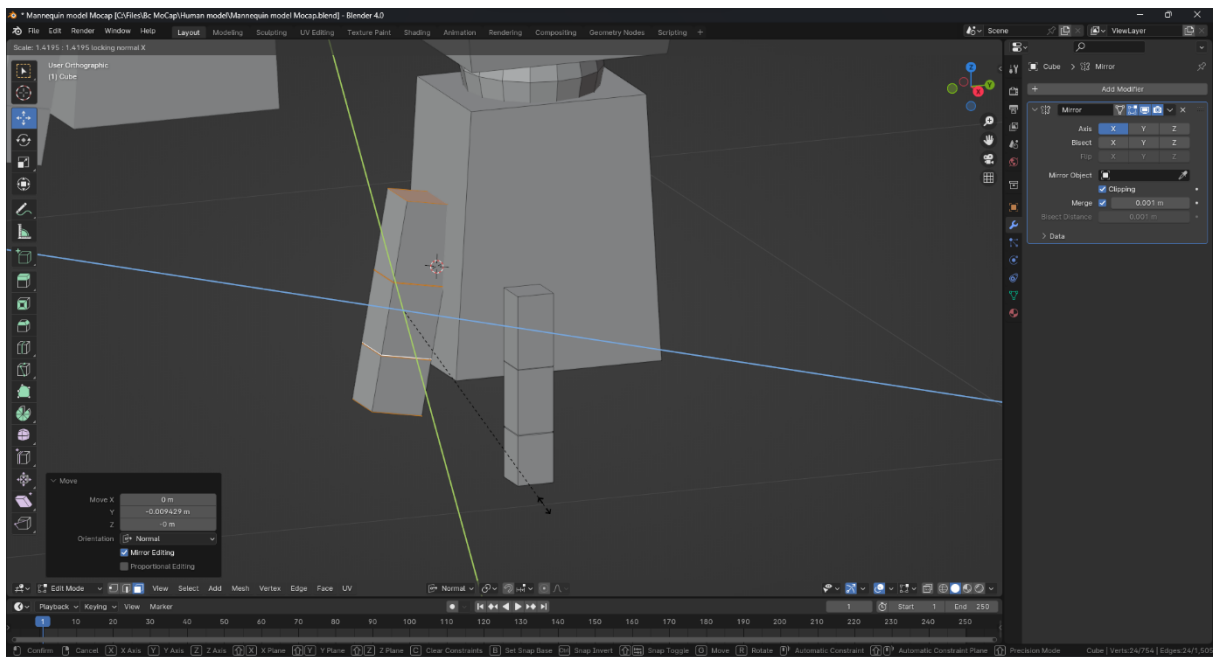 * Mannequin model Mocap [C:\Files\Bc MoCap\Human model\Mannequin model Mocap.blend] - Blender 4.0
File Edit Render Window Help Layout Modeling Sculpting UV Editing Texture Paint Shading Animation Rendering Compositing Geometry Nodes Scripting + Scene ViewLayer
Scale: 1.4195 : 1.4195 locking normal X
User Orthographic
(1) Cube
Cube > Mirror
+ Add Modifier
Mirror
Axis X Y Z
Bisect X Y Z
Flip X Y Z
Mirror Object
Clipping
Merge 0.001 m
Bisect Distance 0.001 m
> Data
Z
Y
X
Move
Move X 0 m
Y -0.009429 m
Z -0 m
Orientation Normal
Mirror Editing
Proportional Editing
Edit Mode View Select Add Mesh Vertex Edge Face UV Normal
Playback Keying View Marker 1 Start 1 End 250
1 10 20 30 40 50 60 70 80 90 100 110 120 130 140 150 160 170 180 190 200 210 220 230 240 250
Confirm Cancel X X Axis Y Y Axis Z Z Axis X X Plane Y Y Plane Z Z Plane C Clear Constraints B Set Snap Base Snap Invert Snap Toggle G Move R Rotate Automatic Constraint Automatic Constraint Plane Precision Mode Cube | Verts:24/754 | Edges:24/1,505